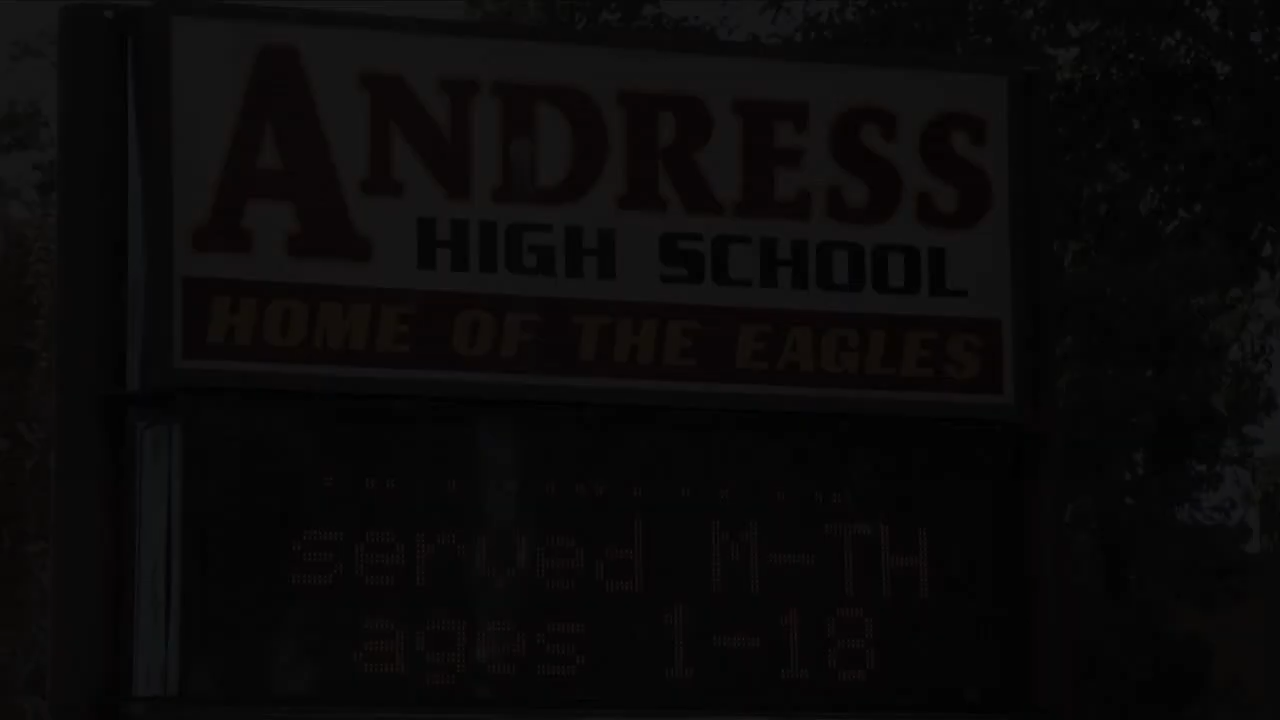 ANDRESS
HIGH SCHOOL
HOME OF THE EAGLES
served M-TH
ages 1-18